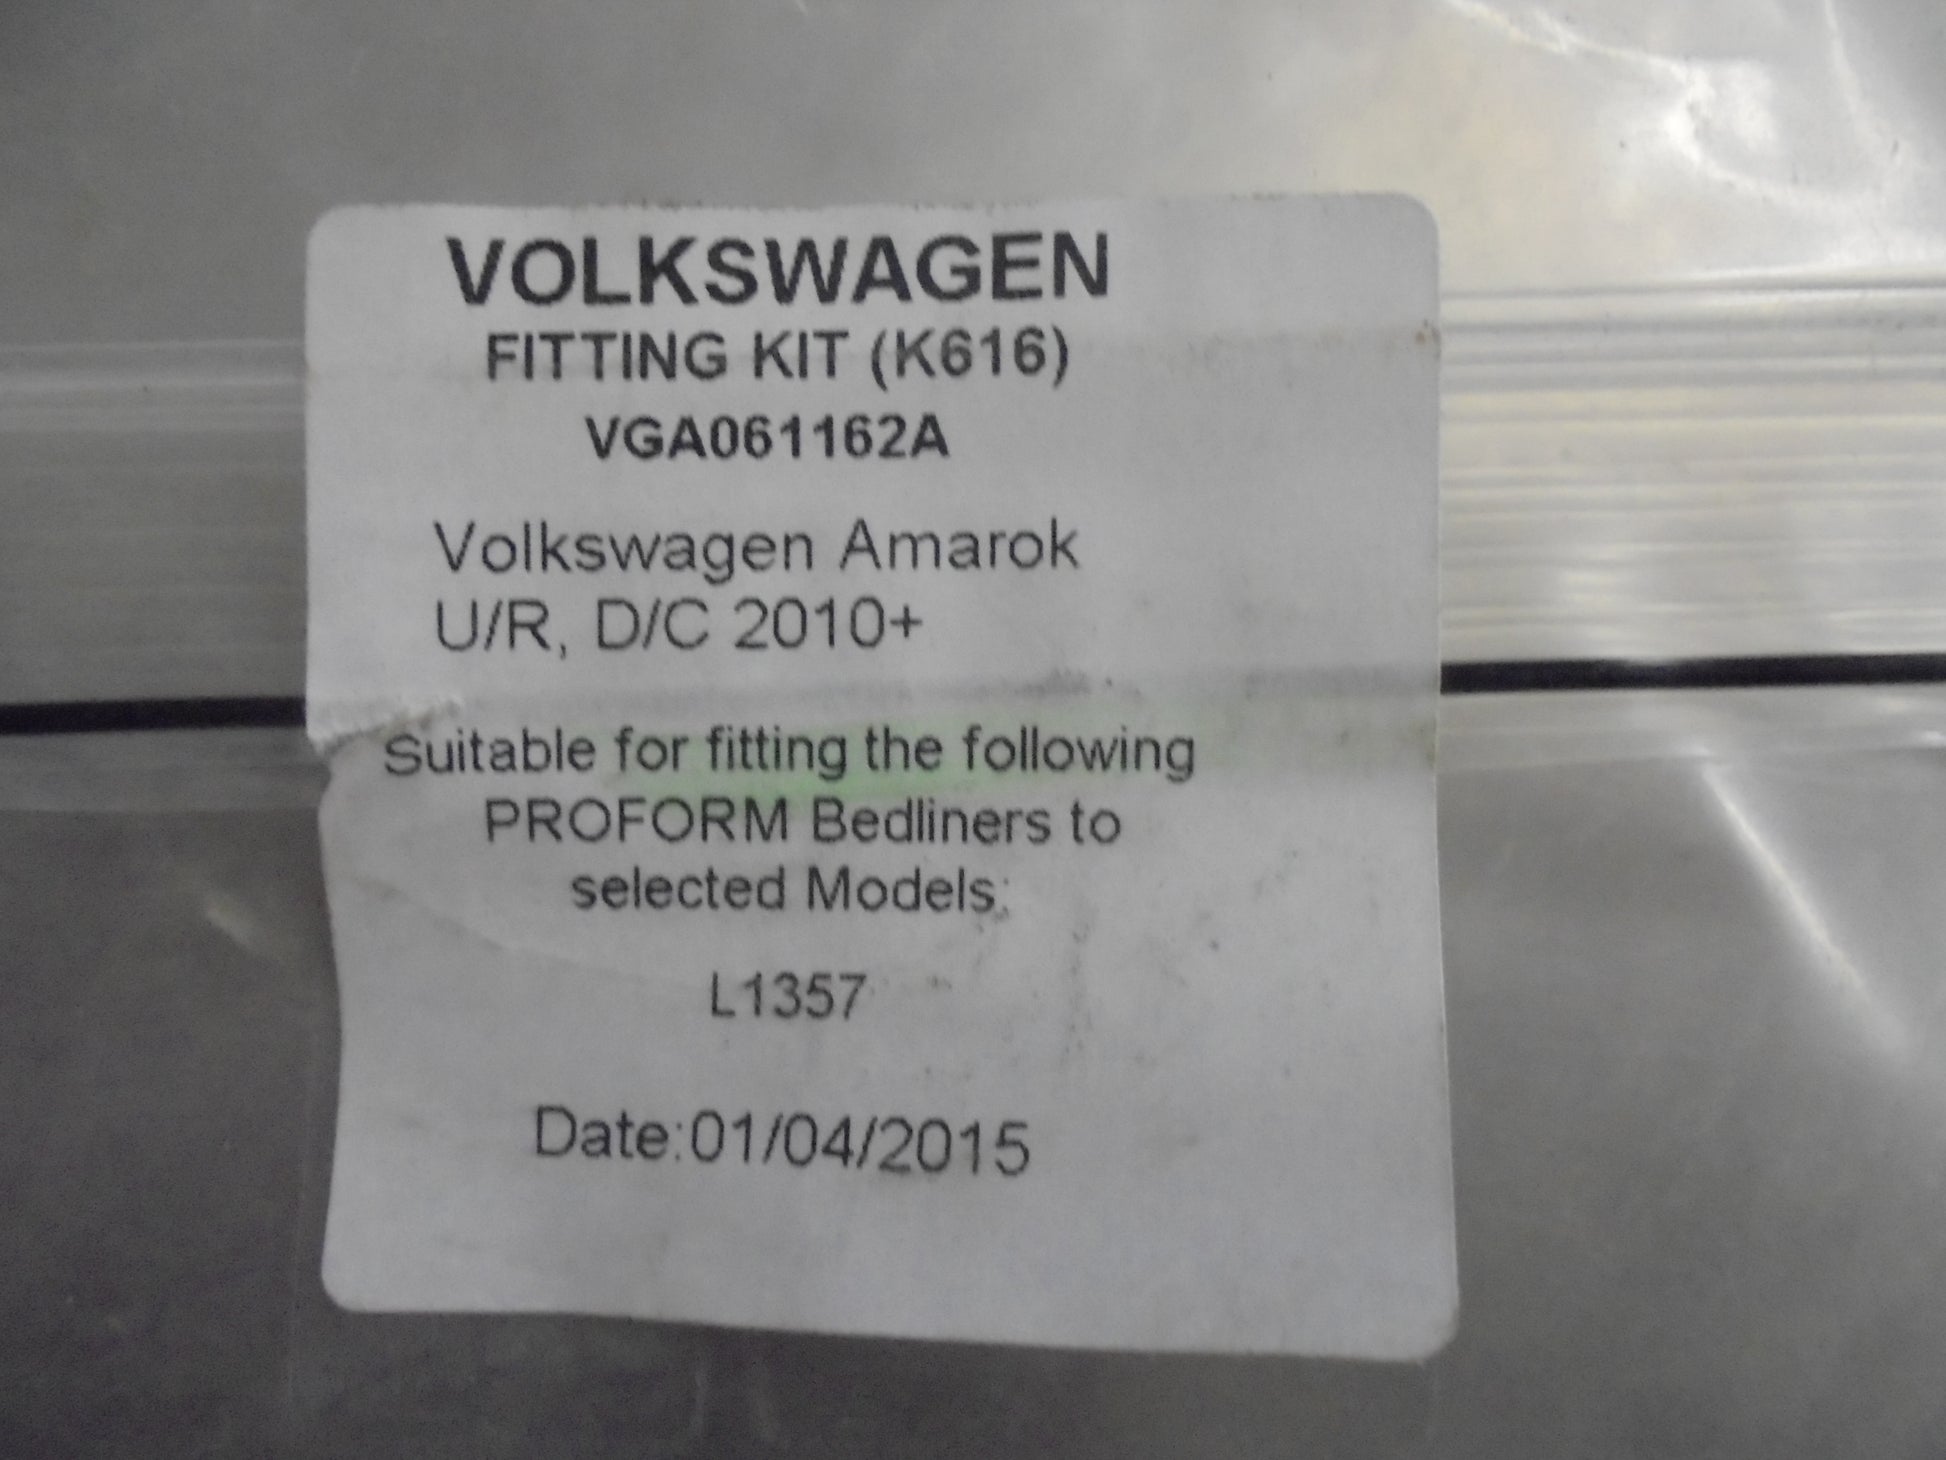 VOLKSWAGEN
FITTING KIT (K616)
VGA061162A
Volkswagen Amarok
U/R, D/C 2010+
Suitable for fitting the following
PROFORM Bedliners to
selected Models:
L1357
Date:01/04/2015